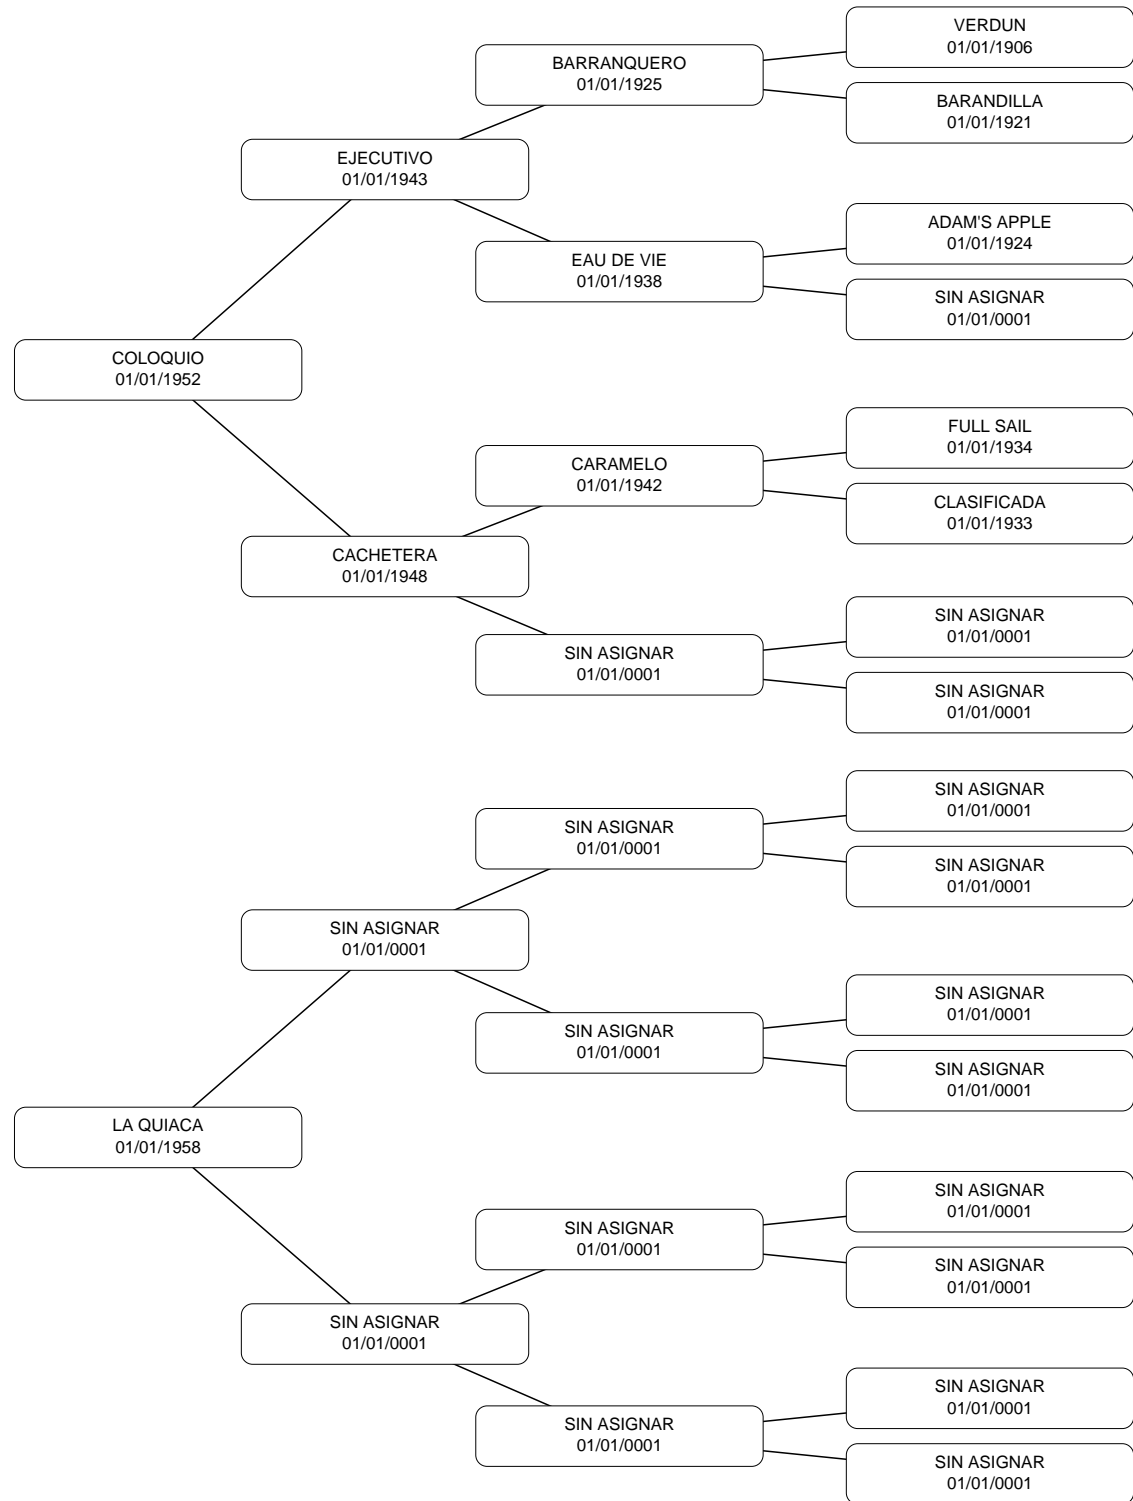 VERDUN
01/01/1906
BARRANQUERO
01/01/1925
BARANDILLA
01/01/1921
EJECUTIVO
01/01/1943
ADAM'S APPLE
01/01/1924
EAU DE VIE
01/01/1938
SIN ASIGNAR
01/01/0001
COLOQUIO
01/01/1952
FULL SAIL
01/01/1934
CARAMELO
01/01/1942
CLASIFICADA
01/01/1933
CACHETERA
01/01/1948
SIN ASIGNAR
01/01/0001
SIN ASIGNAR
01/01/0001
SIN ASIGNAR
01/01/0001
SIN ASIGNAR
01/01/0001
SIN ASIGNAR
01/01/0001
SIN ASIGNAR
01/01/0001
SIN ASIGNAR
01/01/0001
SIN ASIGNAR
01/01/0001
SIN ASIGNAR
01/01/0001
SIN ASIGNAR
01/01/0001
LA QUIACA
01/01/1958
SIN ASIGNAR
01/01/0001
SIN ASIGNAR
01/01/0001
SIN ASIGNAR
01/01/0001
SIN ASIGNAR
01/01/0001
SIN ASIGNAR
01/01/0001
SIN ASIGNAR
01/01/0001
SIN ASIGNAR
01/01/0001